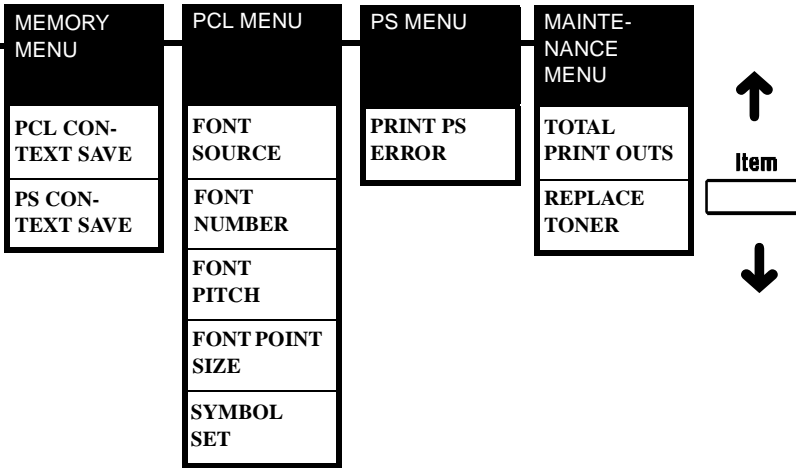 MEMORY
MENU
PCL CON-
TEXT SAVE
PS CON-
TEXT SAVE
PCL MENU
FONT
SOURCE
FONT
NUMBER
FONT
PITCH
FONT POINT
SIZE
SYMBOL
SET
PS MENU
PRINT PS
ERROR
MAINTE-
NANCE
MENU
TOTAL
PRINT OUTS
REPLACE
TONER
Item